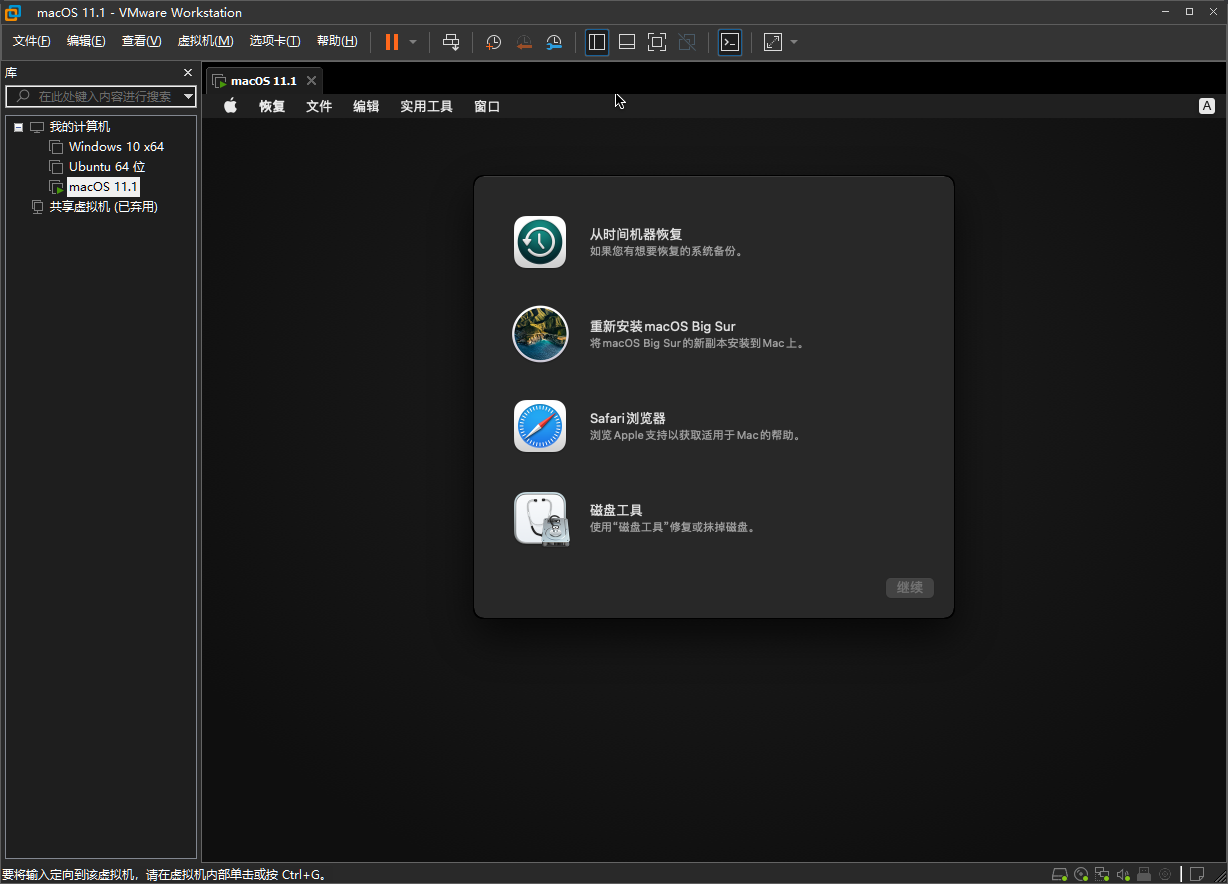 macOS 11.1 - VMware Workstation
文件(F) 编辑(E) 查看(V) 虚拟机(M) 选项卡(T) 帮助(H)
库
在此处键入内容进行搜索
我的计算机
Windows 10 x64
Ubuntu 64 位
macOS 11.1
共享虚拟机 (已弃用)
macOS 11.1
恢复 文件 编辑 实用工具 窗口 A
从时间机器恢复
如果您有想要恢复的系统备份。
重新安装macOS Big Sur
将macOS Big Sur的新副本安装到Mac上。
Safari浏览器
浏览Apple支持以获取适用于Mac的帮助。
磁盘工具
使用“磁盘工具”修复或抹掉磁盘。
继续
要将输入定向到该虚拟机，请在虚拟机内部单击或按 Ctrl+G。